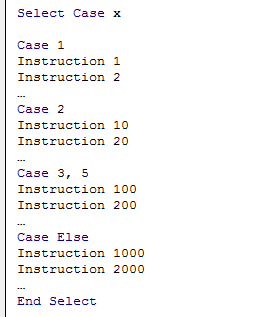 Select Case x
Case 1
Instruction 1
Instruction 2
…
Case 2
Instruction 10
Instruction 20
…
Case 3, 5
Instruction 100
Instruction 200
…
Case Else
Instruction 1000
Instruction 2000
…
End Select